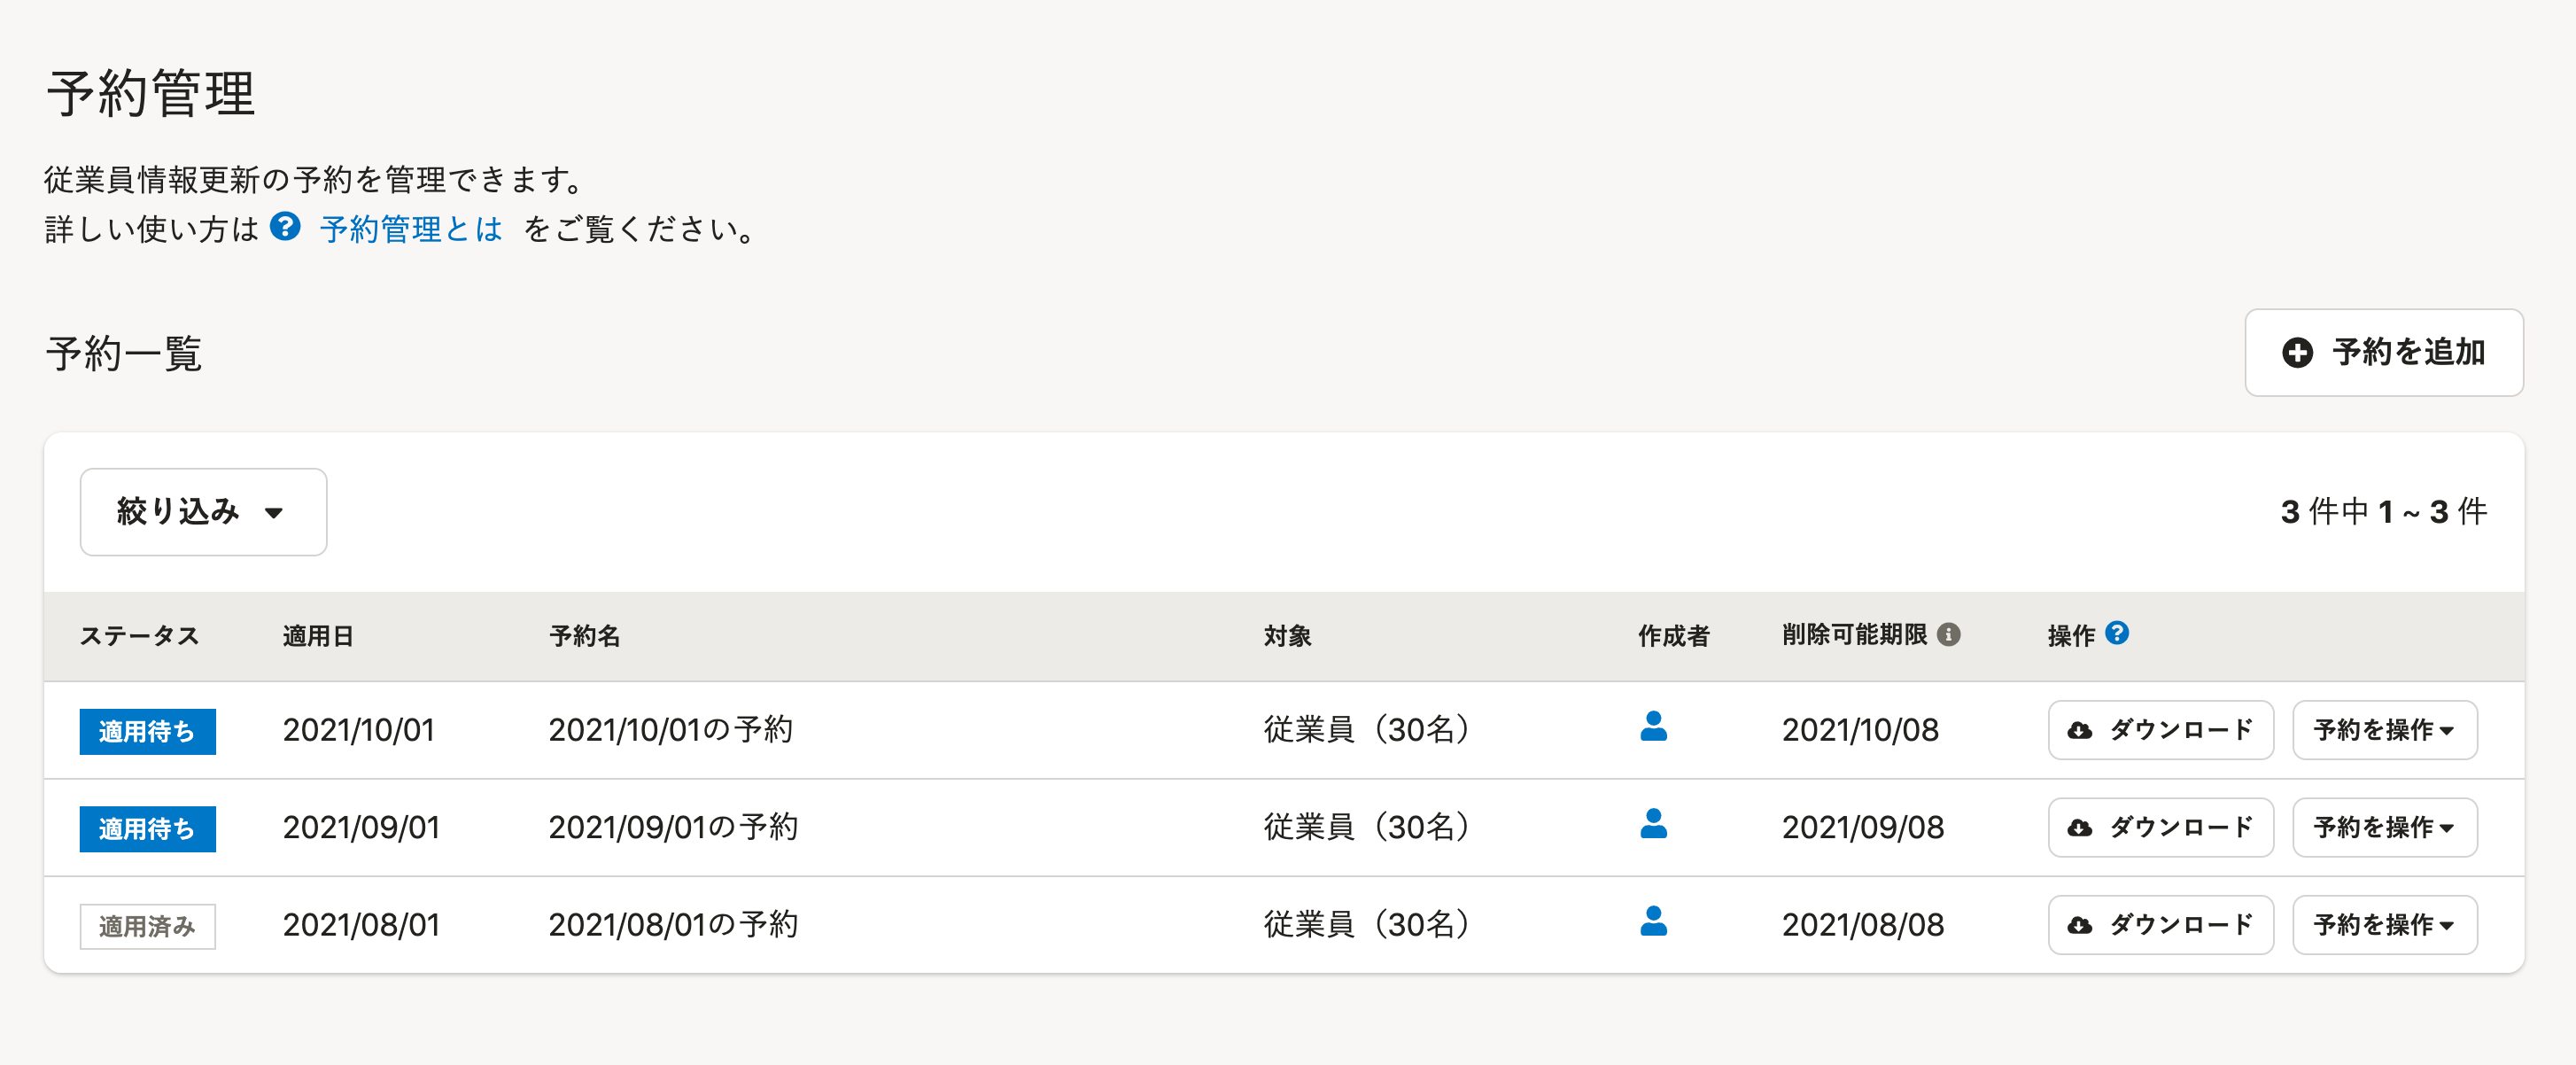 予約管理
従業員情報更新の予約を管理できます。
詳しい使い方は ? 予約管理とは をご覧ください。
予約一覧
予約を追加
絞り込み
3 件中 1 ~ 3 件
ステータス 適用日 予約名 対象 作成者 削除可能期限 i 操作 ?
適用待ち 2021/10/01 2021/10/01の予約 従業員（30名） 2021/10/08 ダウンロード 予約を操作
適用待ち 2021/09/01 2021/09/01の予約 従業員（30名） 2021/09/08 ダウンロード 予約を操作
適用済み 2021/08/01 2021/08/01の予約 従業員（30名） 2021/08/08 ダウンロード 予約を操作